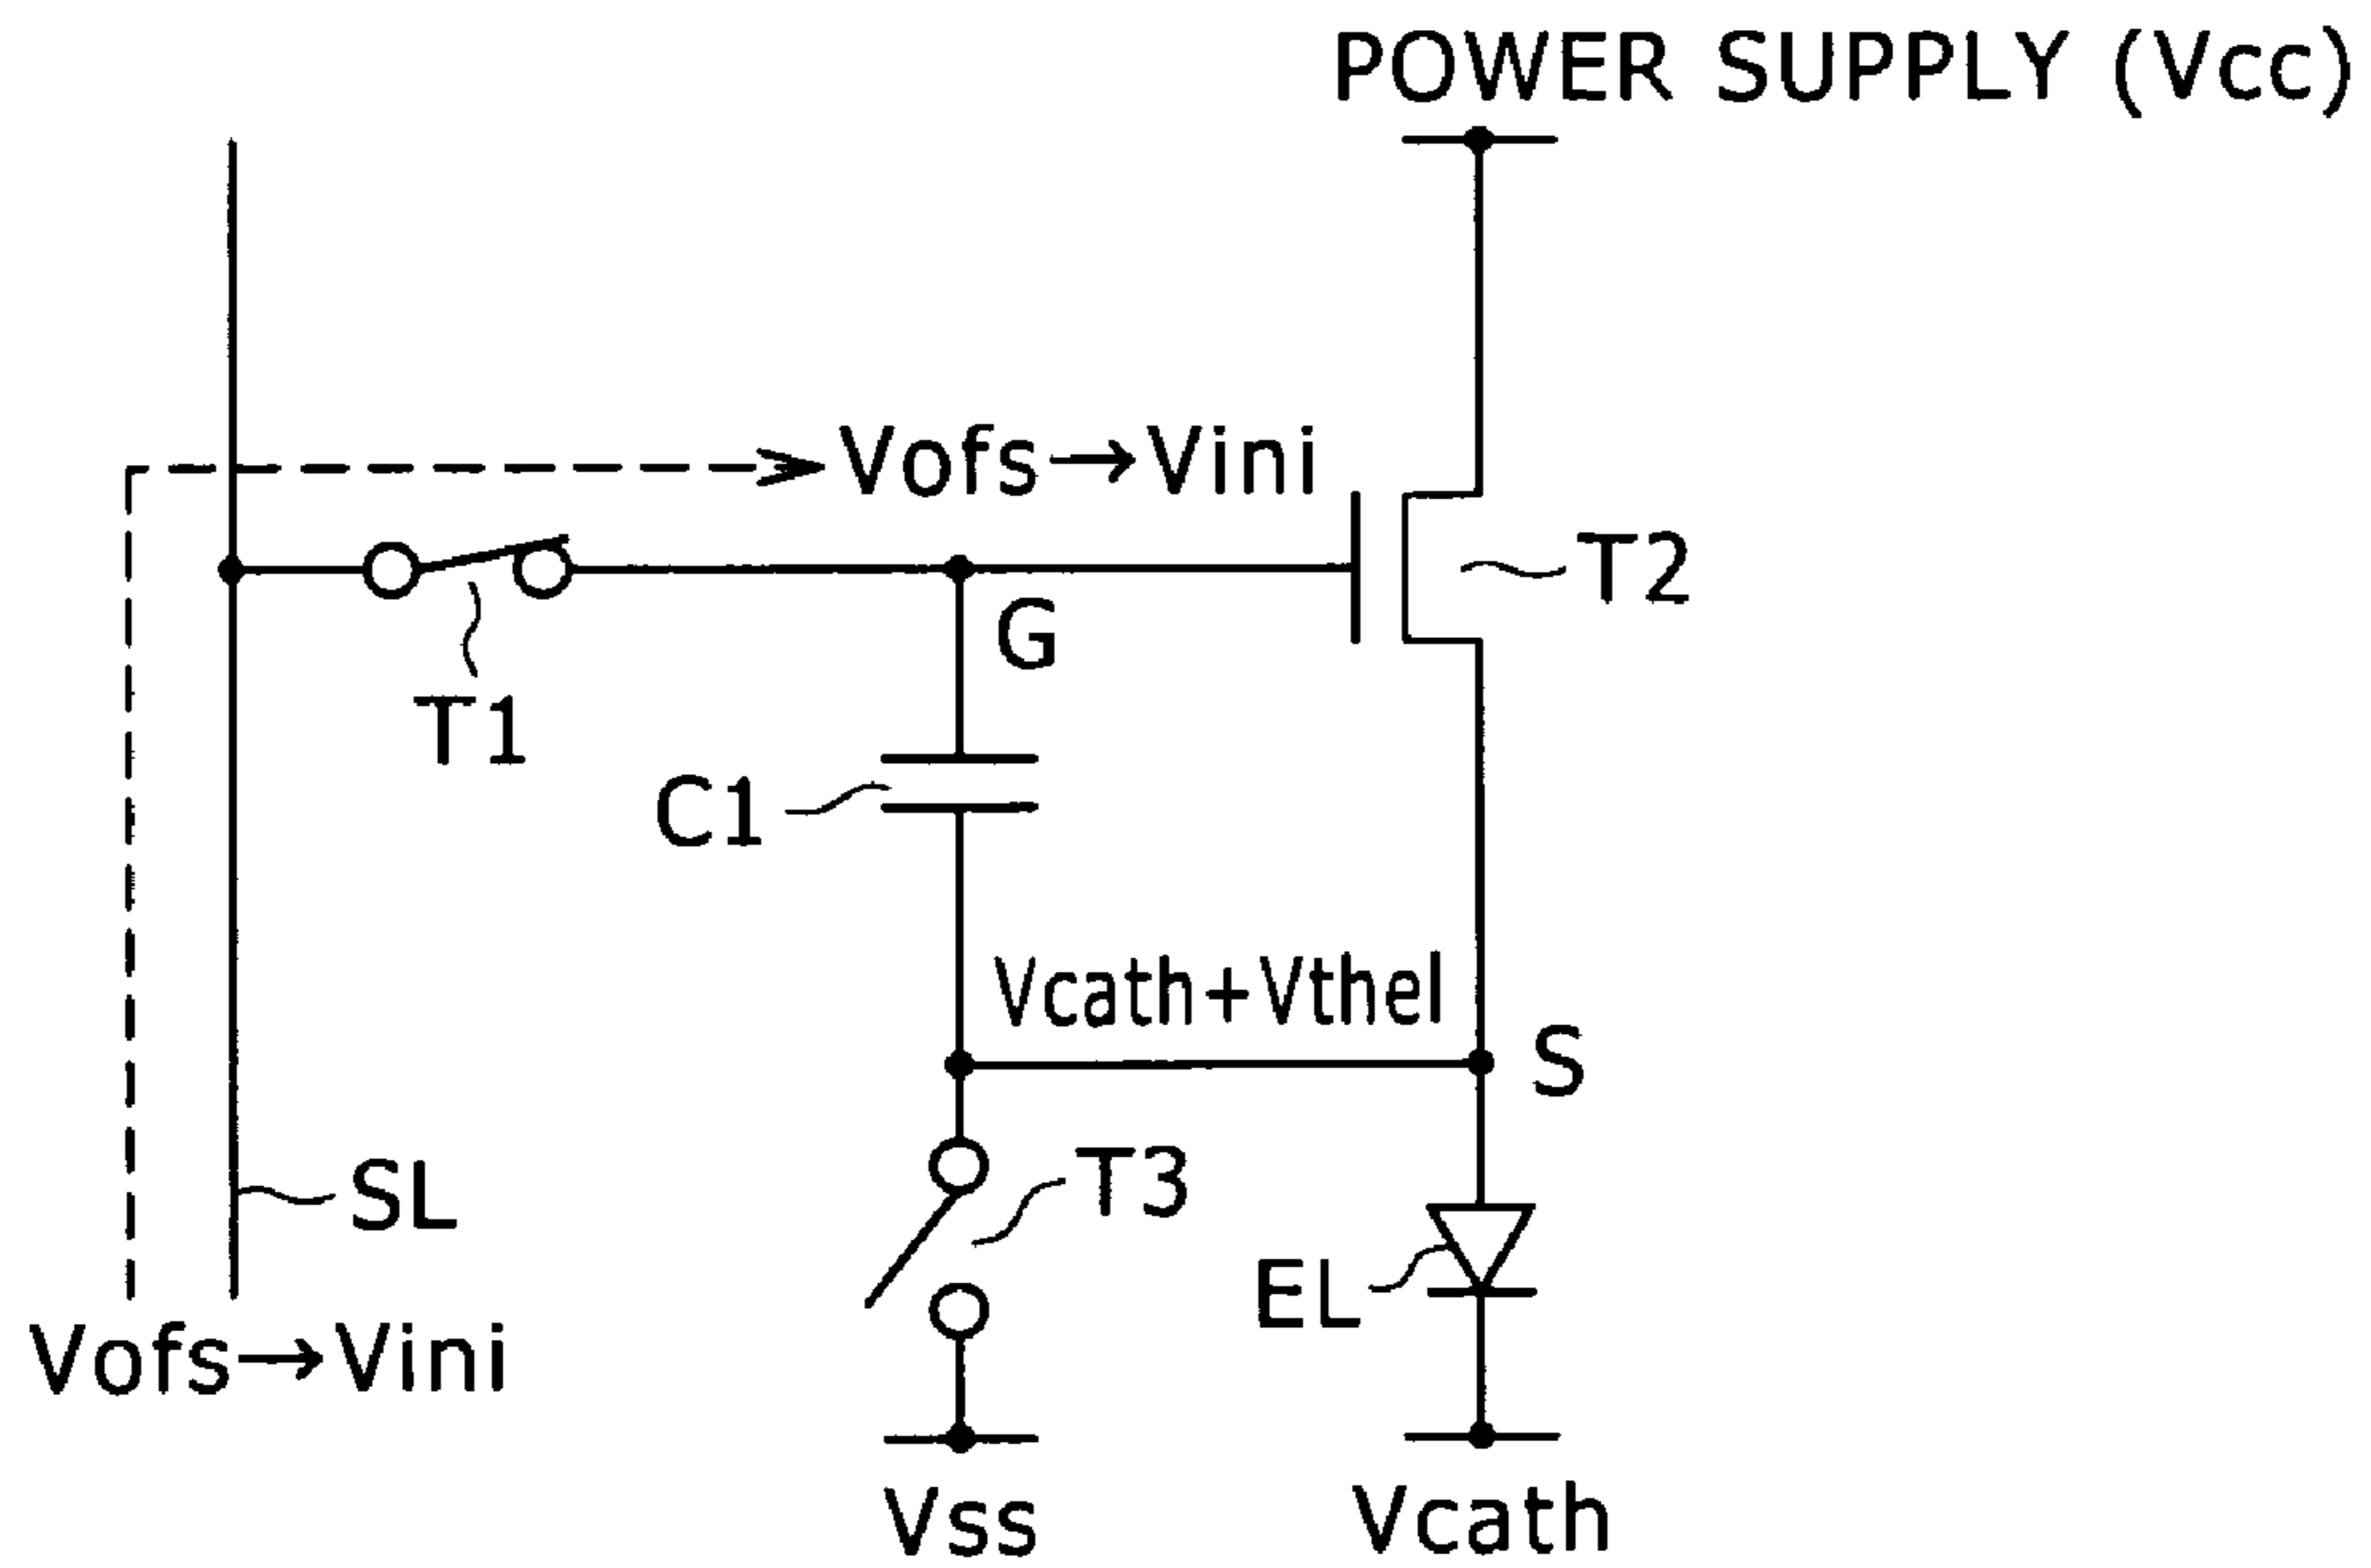 POWER SUPPLY (Vcc)
Vofs→Vini
T2
G
T1
C1
Vcath+Vthel
S
T3
SL
EL
Vofs→Vini
Vss
Vcath